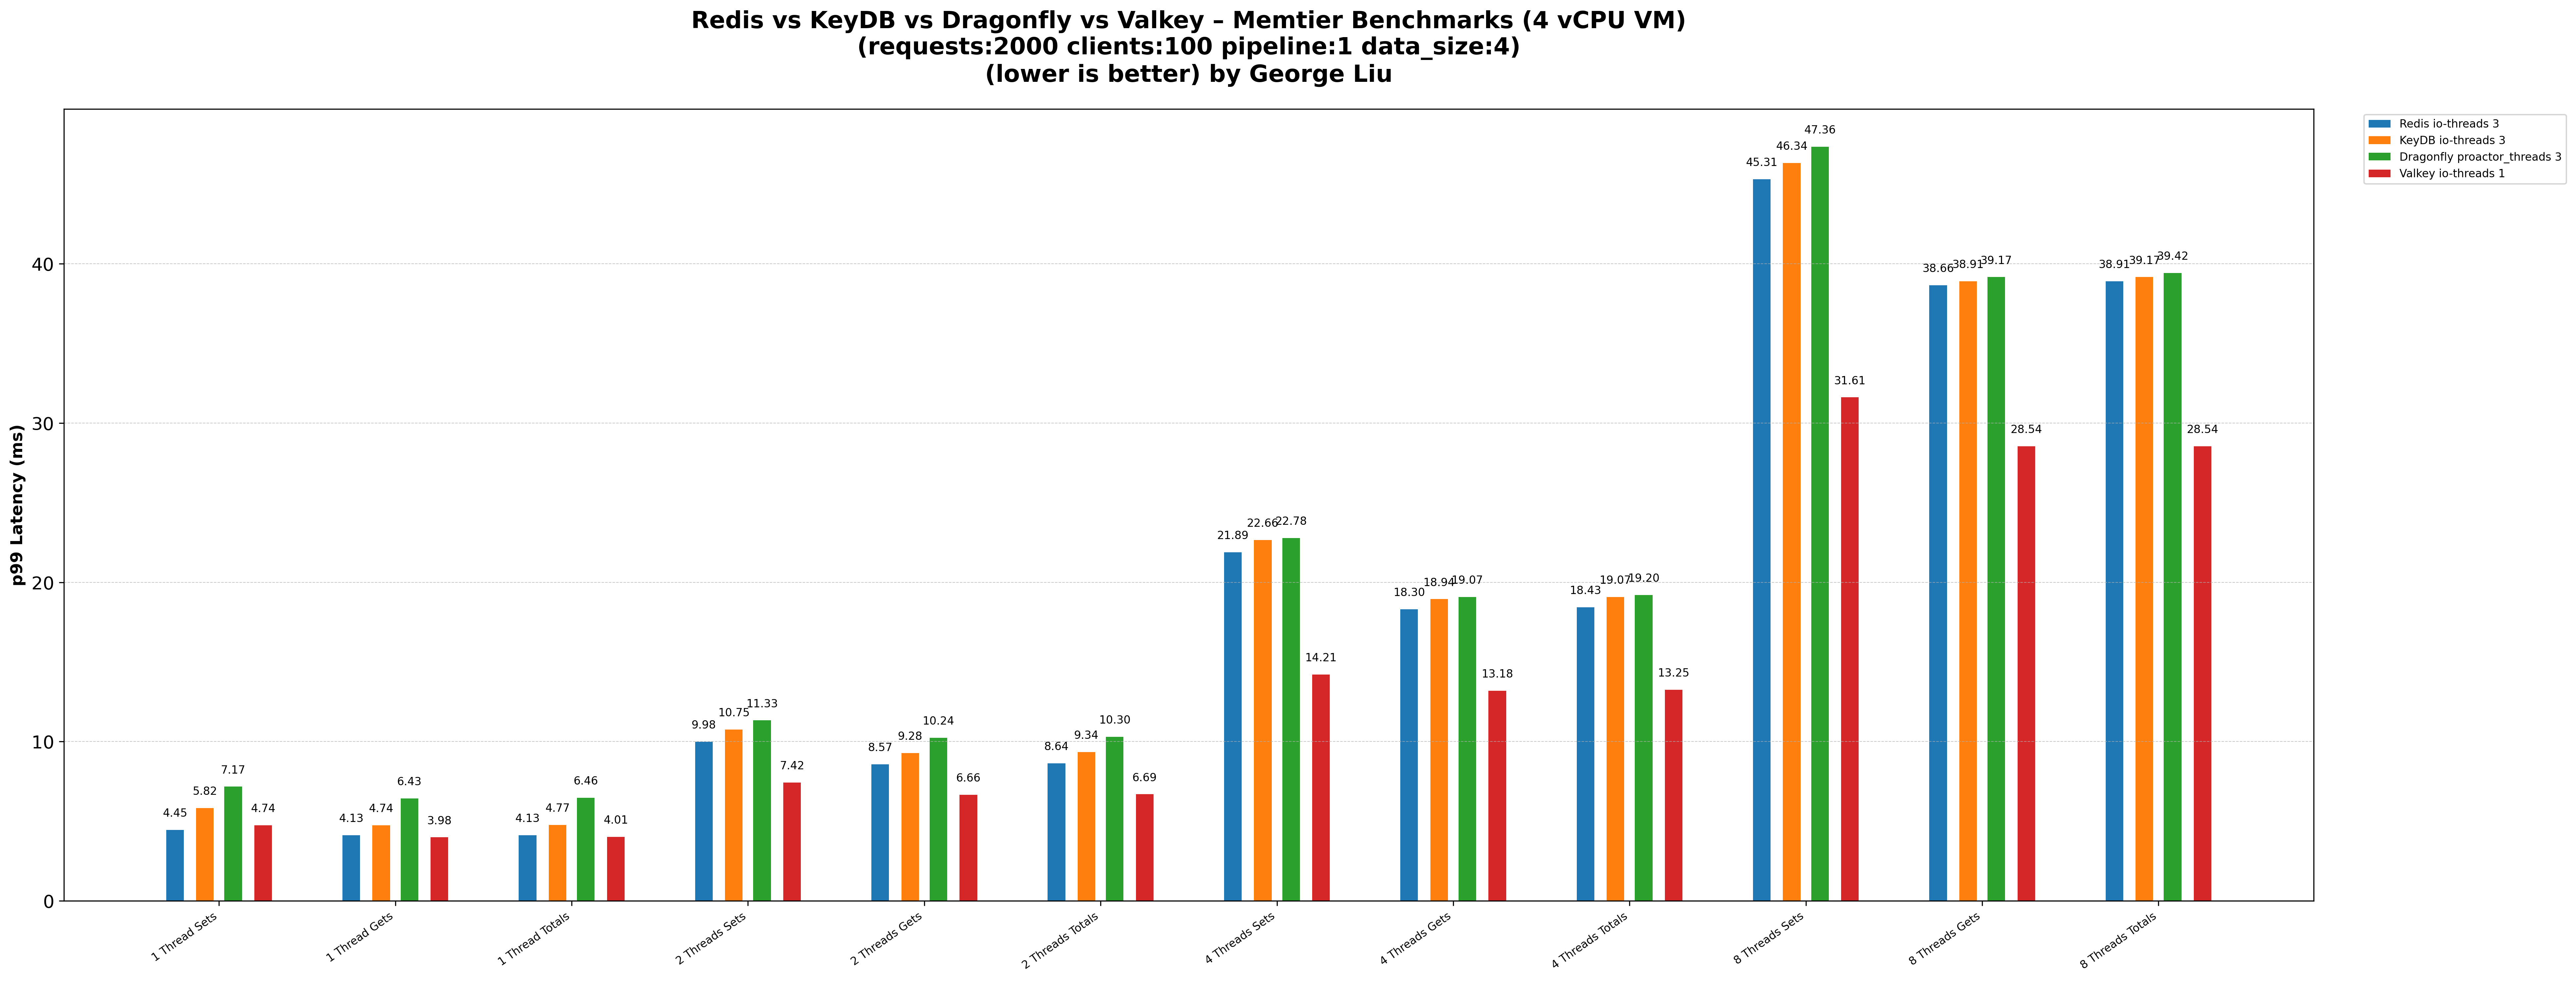 Redis vs KeyDB vs Dragonfly vs Valkey – Memtier Benchmarks (4 vCPU VM)
(requests:2000 clients:100 pipeline:1 data_size:4)
(lower is better) by George Liu
Redis io-threads 3
KeyDB io-threads 3
Dragonfly proactor_threads 3
Valkey io-threads 1
p99 Latency (ms)
40
30
20
10
0
4.45 5.82 7.17 4.74
4.13 4.74 6.43 3.98
4.13 4.77 6.46 4.01
9.98 10.75 11.33 7.42
8.57 9.28 10.24 6.66
8.64 9.34 10.30 6.69
21.89 22.66 22.78 14.21
18.30 18.94 19.07 13.18
18.43 19.07 19.20 13.25
45.31 46.34 47.36 31.61
38.66 38.91 39.17 28.54
38.91 39.17 39.42 28.54
1 Thread Sets
1 Thread Gets
1 Thread Totals
2 Threads Sets
2 Threads Gets
2 Threads Totals
4 Threads Sets
4 Threads Gets
4 Threads Totals
8 Threads Sets
8 Threads Gets
8 Threads Totals